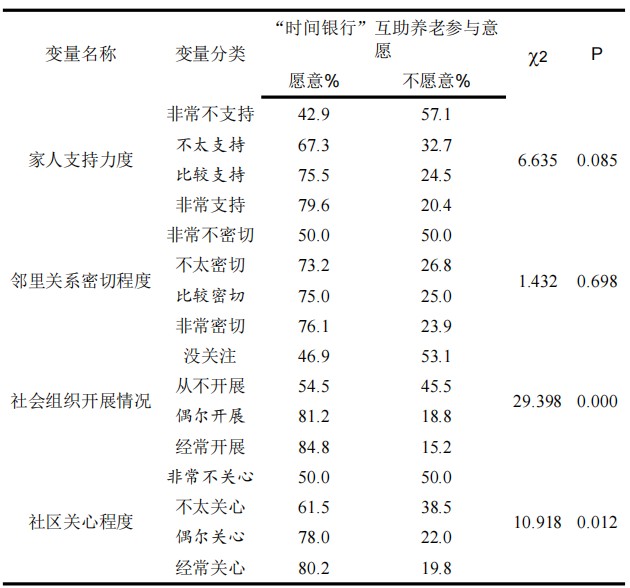 变量名称 变量分类 “时间银行”互助养老参与意愿 χ2 P
愿意% 不愿意%
家人支持力度 非常不支持 42.9 57.1 6.635 0.085
不太支持 67.3 32.7
比较支持 75.5 24.5
非常支持 79.6 20.4
邻里关系密切程度 非常不密切 50.0 50.0 1.432 0.698
不太密切 73.2 26.8
比较密切 75.0 25.0
非常密切 76.1 23.9
社会组织开展情况 没关注 46.9 53.1 29.398 0.000
从不开展 54.5 45.5
偶尔开展 81.2 18.8
经常开展 84.8 15.2
社区关心程度 非常不关心 50.0 50.0 10.918 0.012
不太关心 61.5 38.5
偶尔关心 78.0 22.0
经常关心 80.2 19.8